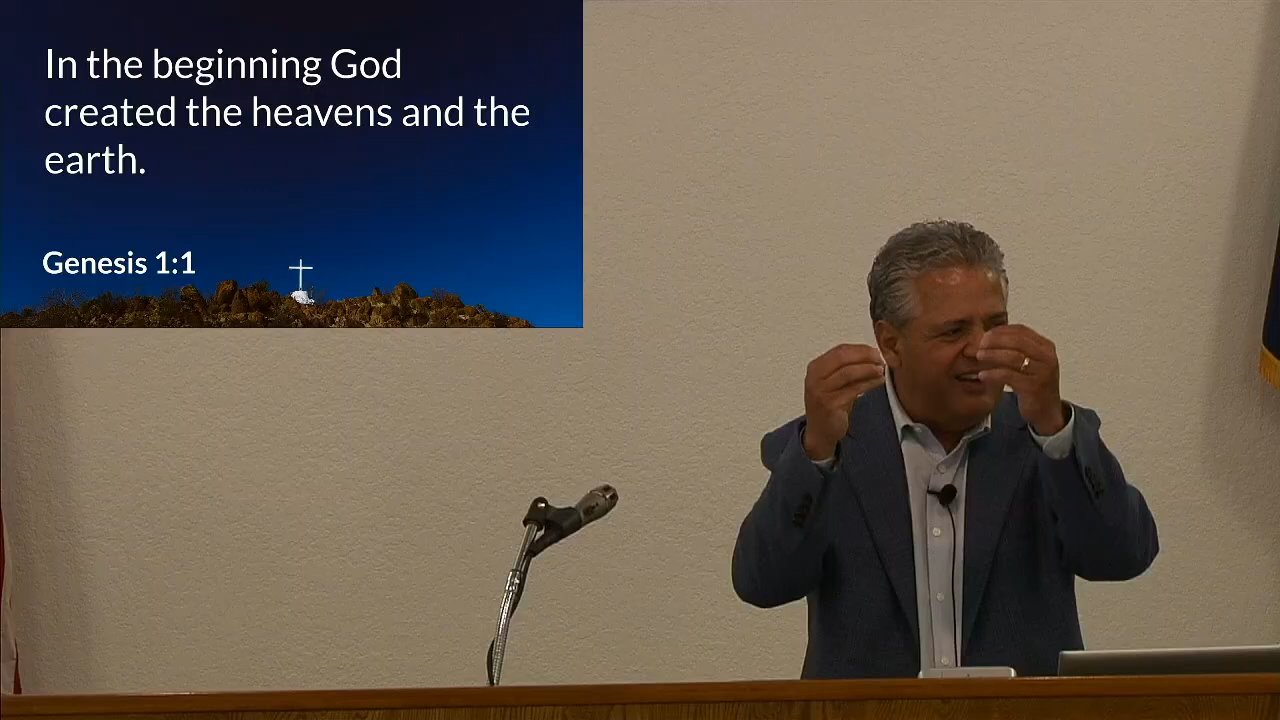 In the beginning God
created the heavens and the
earth.
Genesis 1:1